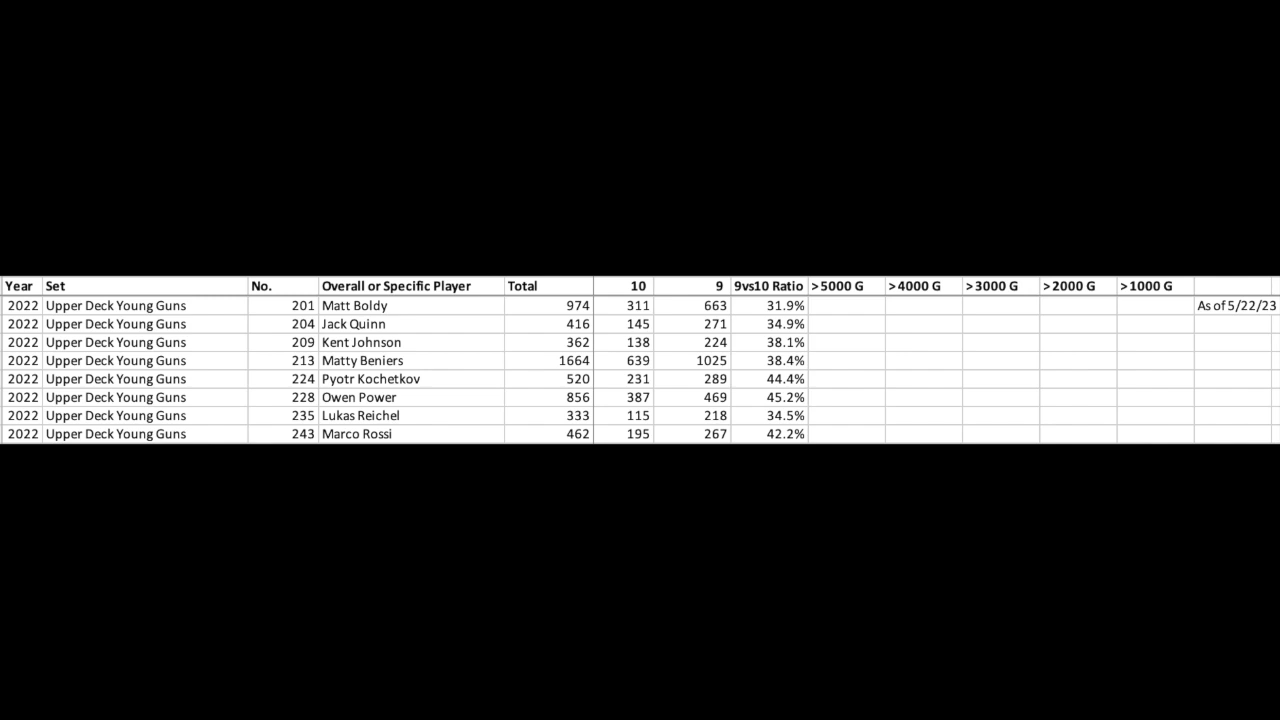 Year Set No. Overall or Specific Player Total 10 9 9vs10 Ratio >5000 G >4000 G >3000 G >2000 G >1000 G
2022 Upper Deck Young Guns 201 Matt Boldy 974 311 663 31.9% As of 5/22/23
2022 Upper Deck Young Guns 204 Jack Quinn 416 145 271 34.9%
2022 Upper Deck Young Guns 209 Kent Johnson 362 138 224 38.1%
2022 Upper Deck Young Guns 213 Matty Beniers 1664 639 1025 38.4%
2022 Upper Deck Young Guns 224 Pyotr Kochetkov 520 231 289 44.4%
2022 Upper Deck Young Guns 228 Owen Power 856 387 469 45.2%
2022 Upper Deck Young Guns 235 Lukas Reichel 333 115 218 34.5%
2022 Upper Deck Young Guns 243 Marco Rossi 462 195 267 42.2%